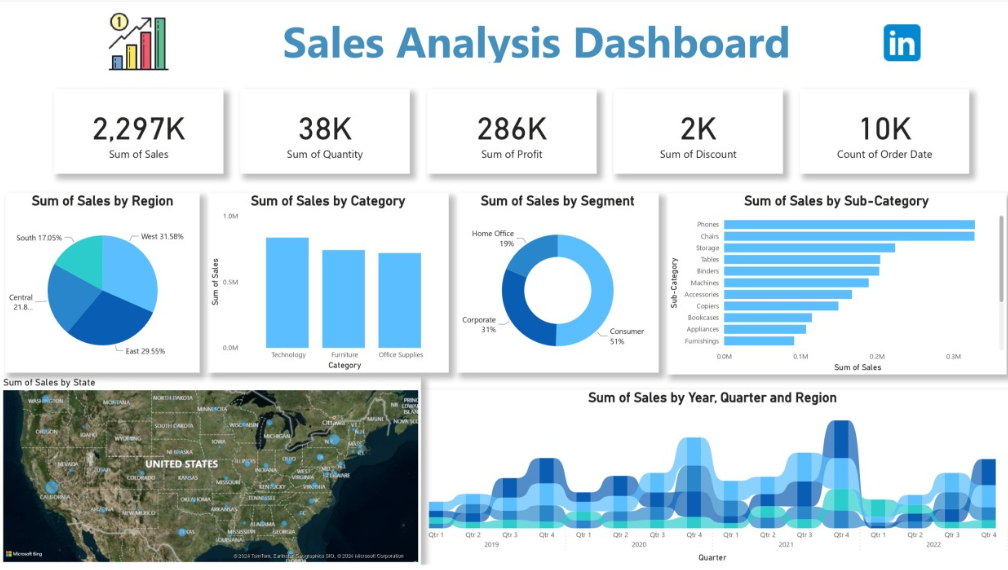 1
Sales Analysis Dashboard
in
2,297K
Sum of Sales
38K
Sum of Quantity
286K
Sum of Profit
2K
Sum of Discount
10K
Count of Order Date
Sum of Sales by Region
South 17.05%
West 31.58%
Central
21.8...
East 29.55%
Sum of Sales by Category
Sum of Sales
1.0M
0.5M
0.0M
Technology
Furniture
Office Supplies
Category
Sum of Sales by Segment
Home Office
19%
Corporate
31%
Consumer
51%
Sum of Sales by Sub-Category
Sub-Category
Phones
Chairs
Storage
Tables
Binders
Machines
Accessories
Copiers
Bookcases
Appliances
Furnishings
0.0M
0.1M
0.2M
0.3M
Sum of Sales
Sum of Sales by State
WASHINGTON
MONTANA
NORTH DAKOTA
MINNESOTA
OREGON
IDAHO
WYOMING
SOUTH DAKOTA
WISCONSIN
MICHIGAN
Ottawa
MAINE
NEBRASKA
IOWA
NEVADA
UNITED STATES
ILLINOIS
INDIANA
OHIO
COLORADO
KANSAS
MISSOURI
WEST
VIRGINIA
DELAWARE
KENTUCKY
VIRGINIA
CALIFORNIA
OKLAHOMA
TENNESSEE
ARIZONA
NEW MEXICO
ARKANSAS
SC
TEXAS
MISSISSIPPI
ALABAMA
GEORGIA
LOUISIANA
Microsoft Bing
© 2024 Microsoft Corporation
Sum of Sales by Year, Quarter and Region
Qtr 1
Qtr 2
Qtr 3
Qtr 4
Qtr 1
Qtr 2
Qtr 3
Qtr 4
Qtr 1
Qtr 2
Qtr 3
Qtr 4
Qtr 1
Qtr 2
Qtr 3
Qtr 4
2019
2020
2021
2022
Quarter